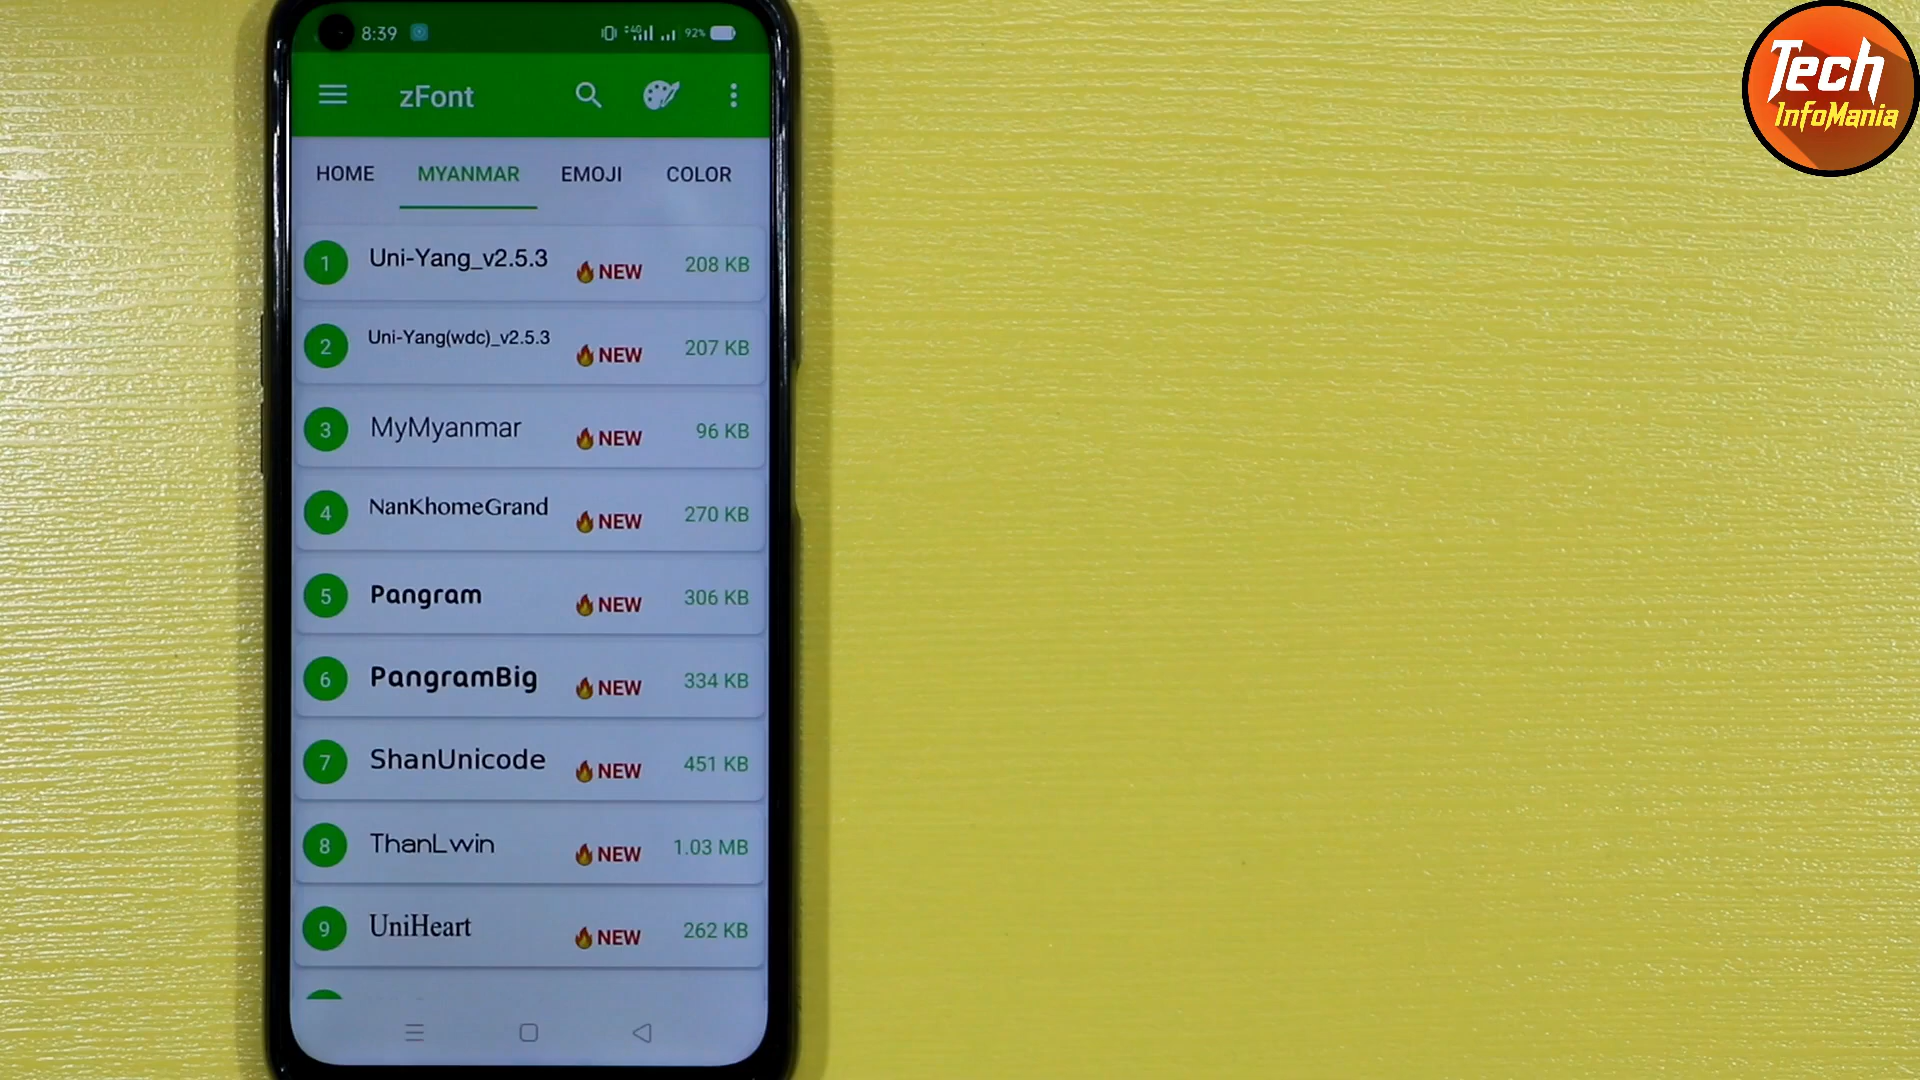 8:39 92%
zFont
HOME MYANMAR EMOJI COLOR
1 Uni-Yang_v2.5.3 NEW 208 KB
2 Uni-Yang(wdc)_v2.5.3 NEW 207 KB
3 MyMyanmar NEW 96 KB
4 NanKhomeGrand NEW 270 KB
5 Pangram NEW 306 KB
6 PangramBig NEW 334 KB
7 ShanUnicode NEW 451 KB
8 ThanLwin NEW 1.03 MB
9 UniHeart NEW 262 KB
Tech
InfoMania